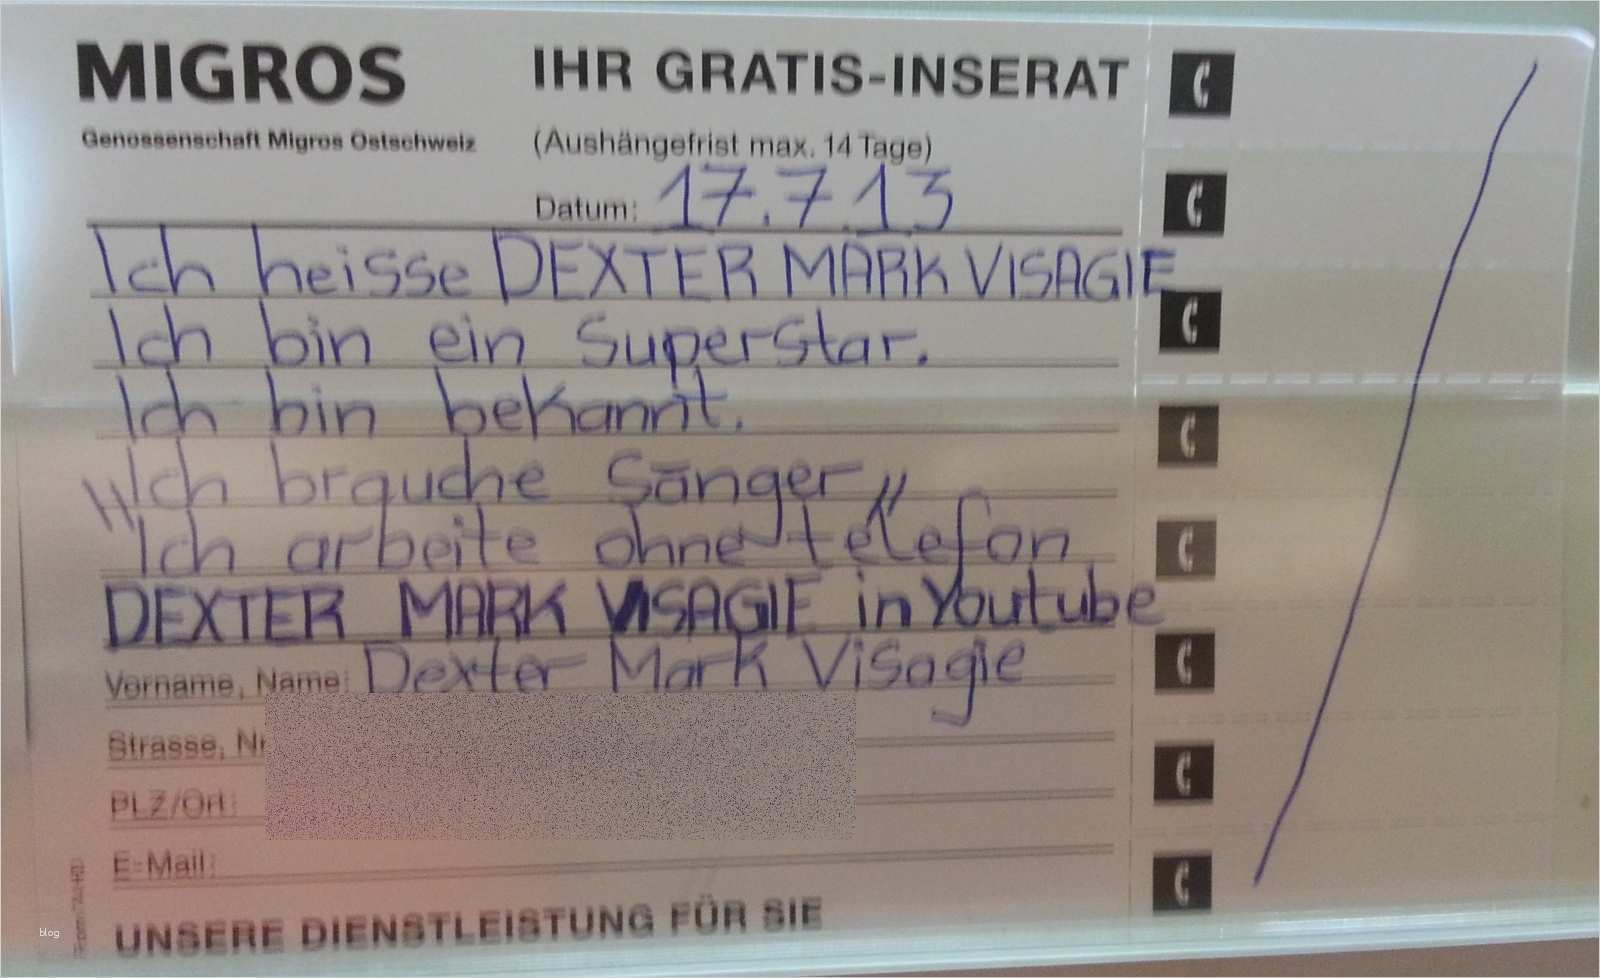 MIGROS
IHR GRATIS-INSERAT
Genossenschaft Migros Ostschweiz
(Aushängefrist max. 14 Tage)
Datum: 17.7.13
Ich heisse DEXTER MARK VISAGIE
Ich bin ein Superstar.
Ich bin bekannt.
"Ich brauche Sänger"
Ich arbeite ohne telefon
DEXTER MARK VISAGIE in Youtube
Vorname, Name: Dexter Mark Visagie
Strasse, Nr
PLZ/Ort:
E-Mail:
UNSERE DIENSTLEISTUNG FÜR SIE
blog